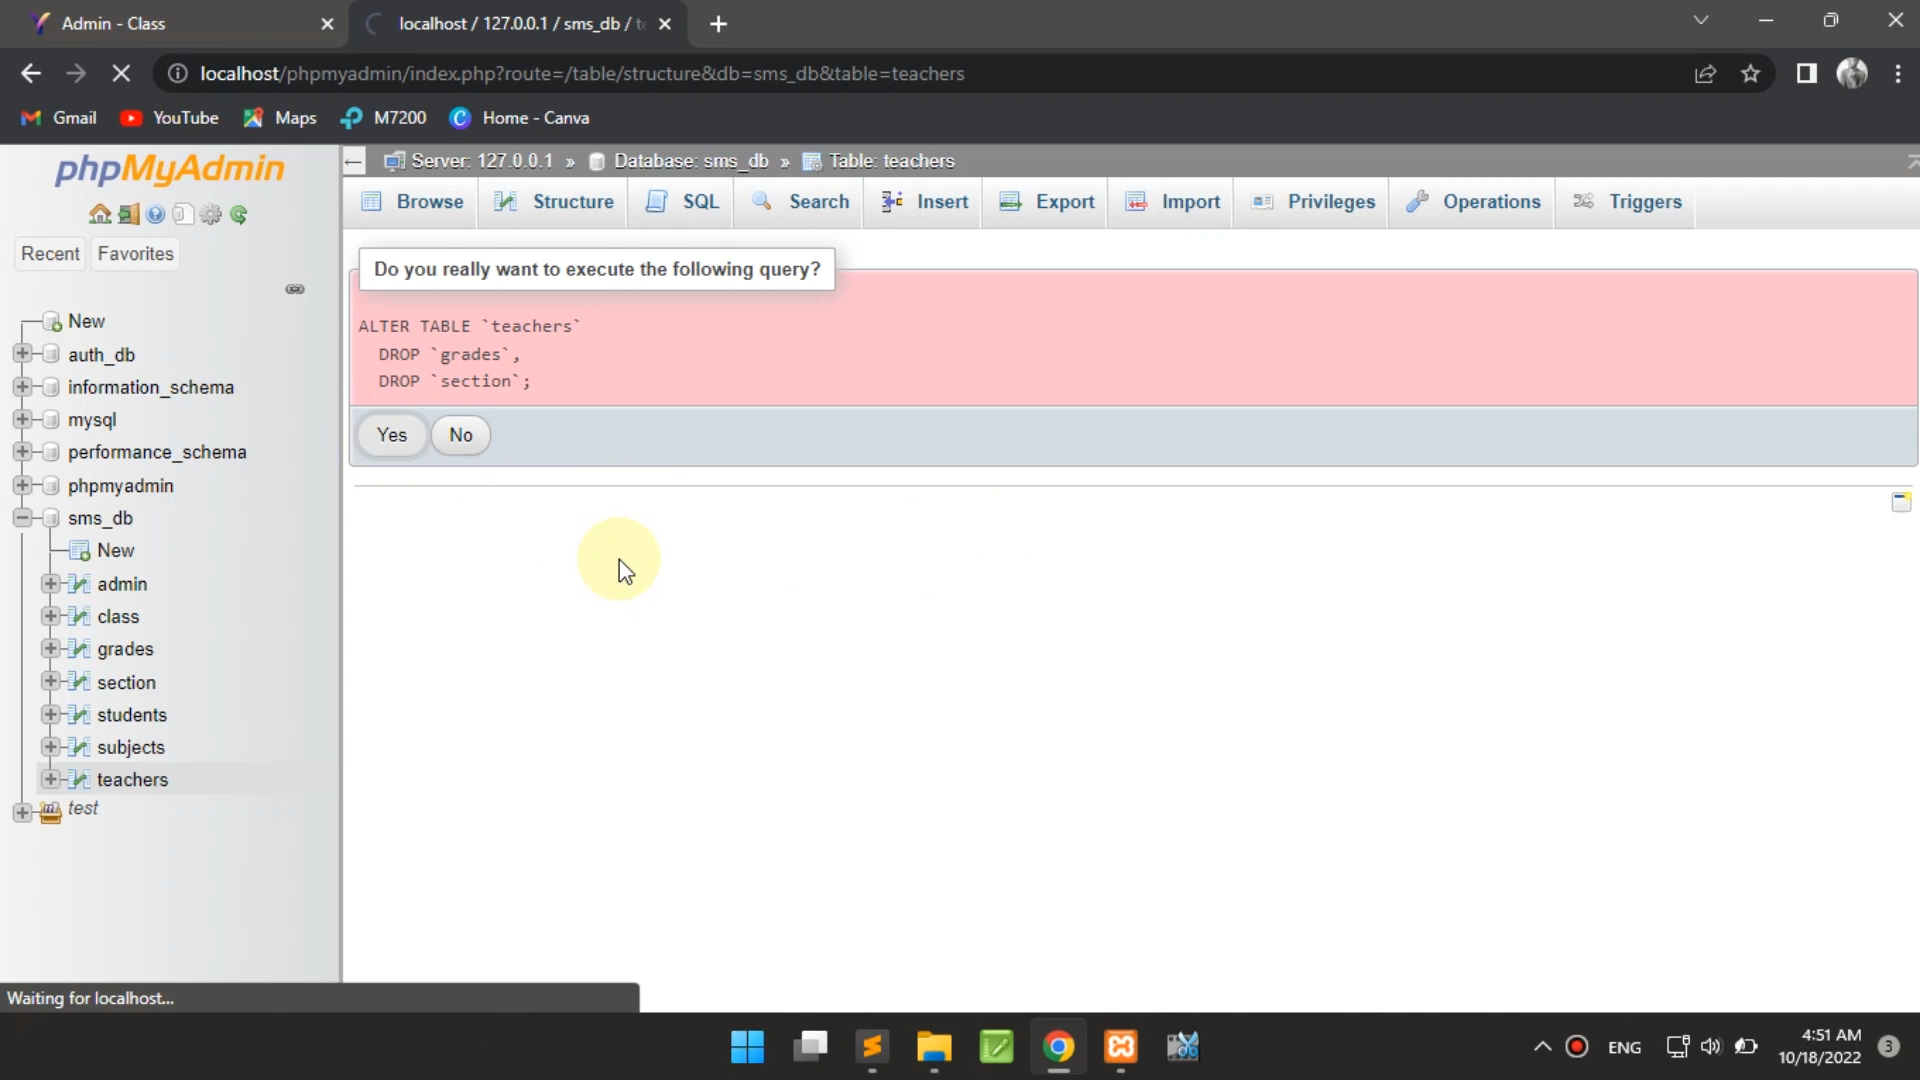 Admin - Class
localhost / 127.0.0.1 / sms_db / t
localhost/phpmyadmin/index.php?route=/table/structure&db=sms_db&table=teachers
Gmail
YouTube
Maps
M7200
Home - Canva
phpMyAdmin
Server: 127.0.0.1 » Database: sms_db » Table: teachers
Browse
Structure
SQL
Search
Insert
Export
Import
Privileges
Operations
Triggers
Recent
Favorites
New
auth_db
information_schema
mysql
performance_schema
phpmyadmin
sms_db
New
admin
class
grades
section
students
subjects
teachers
test
Do you really want to execute the following query?
ALTER TABLE `teachers`
DROP `grades`,
DROP `section`;
Yes
No
Waiting for localhost...
ENG
4:51 AM
10/18/2022
3